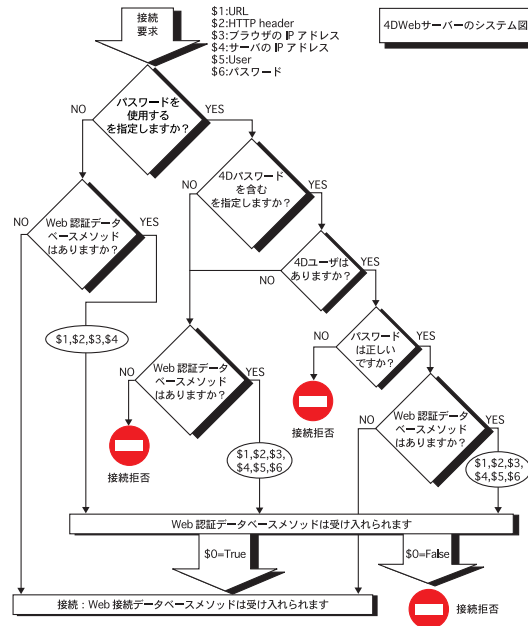 接続
要求
$1:URL
$2:HTTP header
$3:ブラウザの IP アドレス
$4:サーバの IP アドレス
$5:User
$6:パスワード
4DWebサーバーのシステム図
パスワードを
使用する
を指定しますか?
NO
YES
4Dパスワード
を含む
を指定しますか?
NO
YES
Web 認証データ
ベースメソッド
はありますか?
NO
YES
4Dユーザは
ありますか?
NO
YES
$1,$2,$3,$4
パスワード
は正しい
ですか?
NO
YES
接続拒否
Web 認証データ
ベースメソッド
はありますか?
NO
YES
接続拒否
Web 認証データ
ベースメソッド
はありますか?
NO
YES
$1,$2,$3,
$4,$5,$6
$1,$2,$3,
$4,$5,$6
Web 認証データベースメソッドは受け入れられます
$0=True
$0=False
接続:Web 接続データベースメソッドは受け入れられます
接続拒否